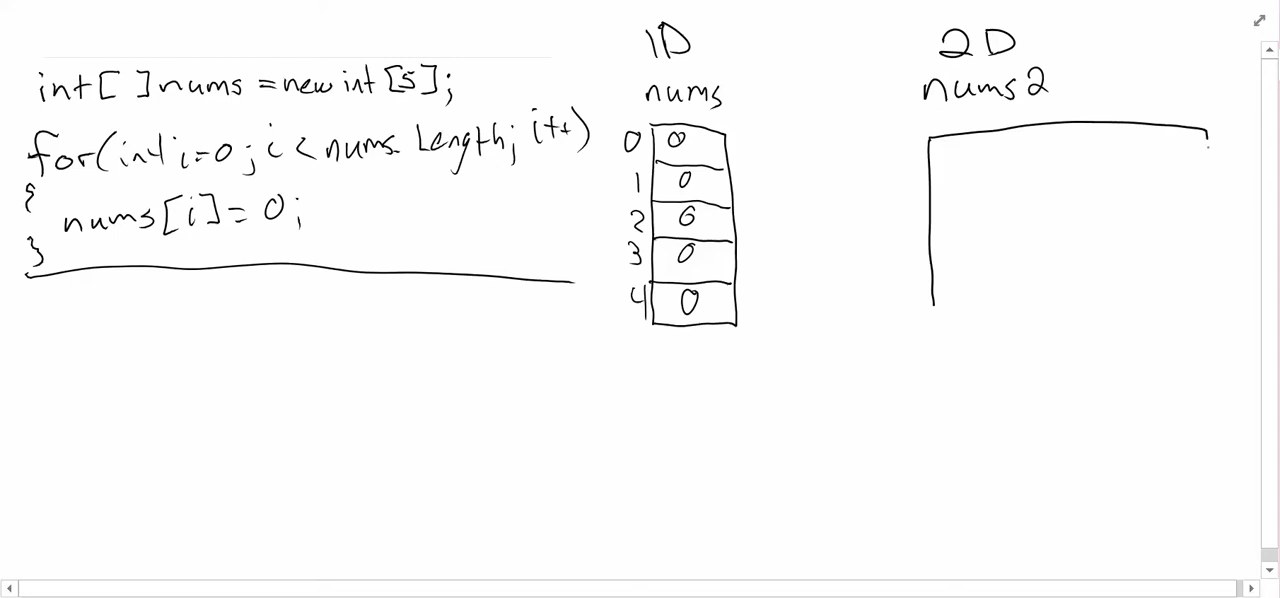 int[ ]nums = new int [5];
for(int i=0; i < nums. Length; i++)
{
nums[i] = 0;
}
1D
nums
0 0
1 0
2 0
3 0
4 0
2D
nums2